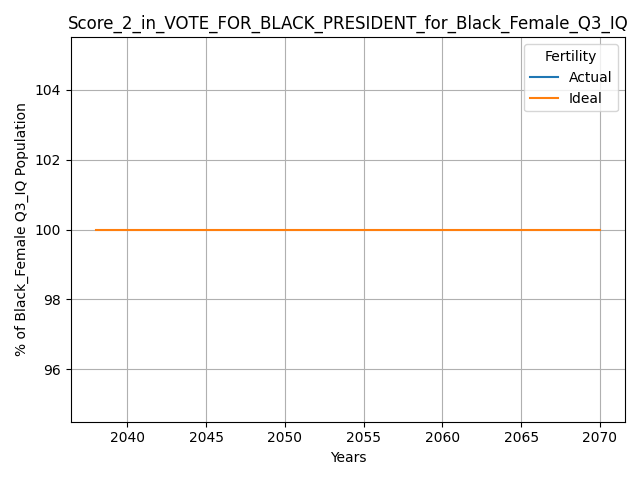 Score_2_in_VOTE_FOR_BLACK_PRESIDENT_for_Black_Female_Q3_IQ
Fertility
Actual
Ideal
% of Black_Female Q3_IQ Population
104
102
100
98
96
2040 2045 2050 2055 2060 2065 2070
Years